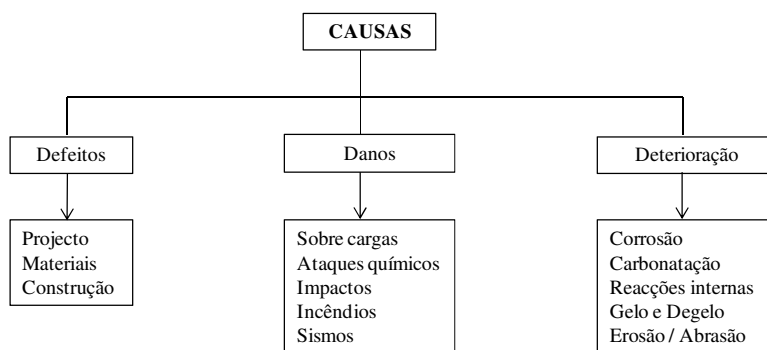 CAUSAS
Defeitos
Danos
Deterioração
Projecto
Materiais
Construção
Sobre cargas
Ataques químicos
Impactos
Incêndios
Sismos
Corrosão
Carbonatação
Reacções internas
Gelo e Degelo
Erosão / Abrasão